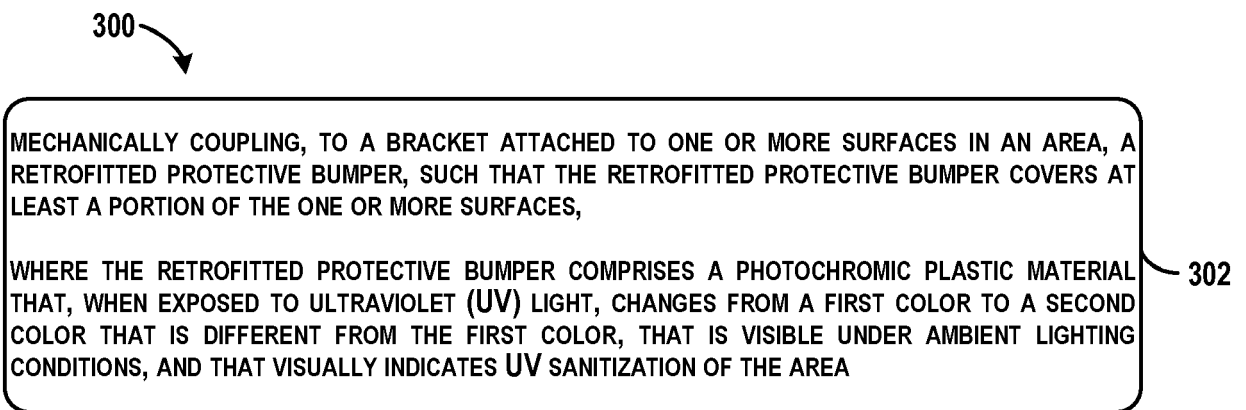 300
MECHANICALLY COUPLING, TO A BRACKET ATTACHED TO ONE OR MORE SURFACES IN AN AREA, A
RETROFITTED PROTECTIVE BUMPER, SUCH THAT THE RETROFITTED PROTECTIVE BUMPER COVERS AT
LEAST A PORTION OF THE ONE OR MORE SURFACES,
WHERE THE RETROFITTED PROTECTIVE BUMPER COMPRISES A PHOTOCHROMIC PLASTIC MATERIAL
THAT, WHEN EXPOSED TO ULTRAVIOLET (UV) LIGHT, CHANGES FROM A FIRST COLOR TO A SECOND
COLOR THAT IS DIFFERENT FROM THE FIRST COLOR, THAT IS VISIBLE UNDER AMBIENT LIGHTING
CONDITIONS, AND THAT VISUALLY INDICATES UV SANITIZATION OF THE AREA
302